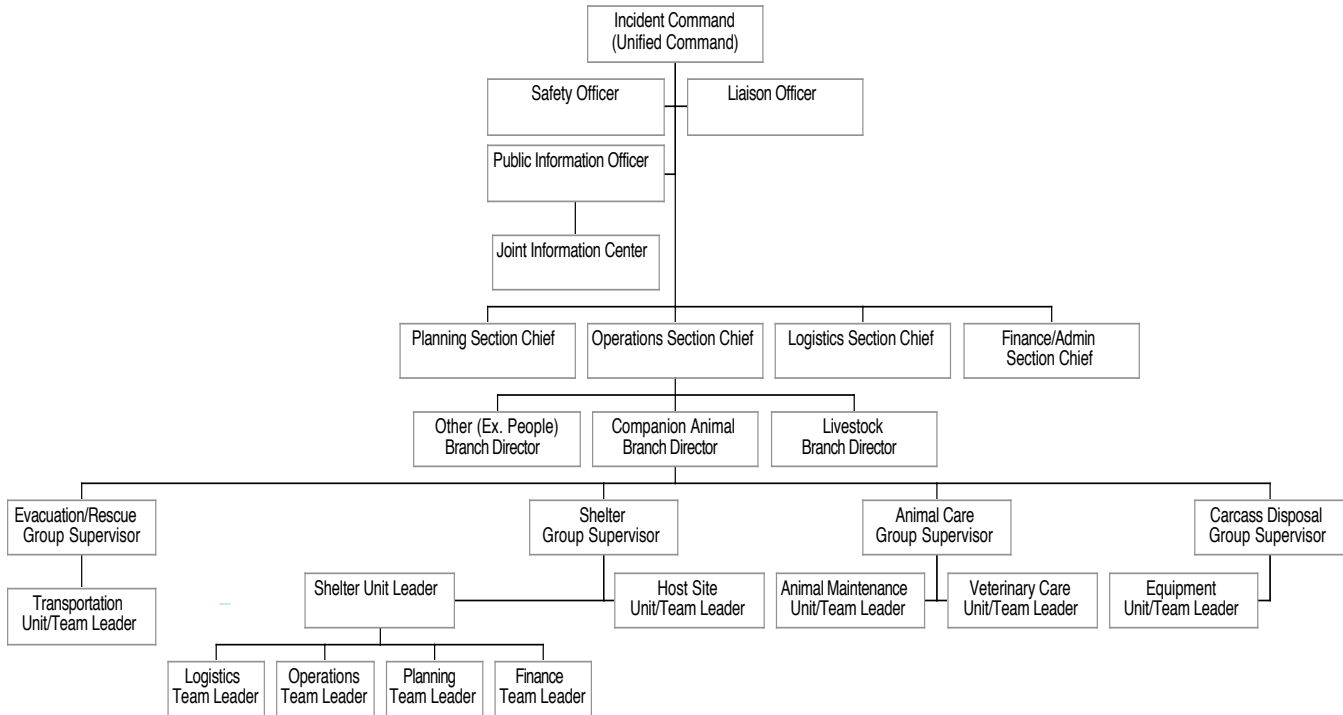 Incident Command
(Unified Command)
Safety Officer
Liaison Officer
Public Information Officer
Joint Information Center
Planning Section Chief
Operations Section Chief
Logistics Section Chief
Finance/Admin
Section Chief
Other (Ex. People)
Branch Director
Companion Animal
Branch Director
Livestock
Branch Director
Evacuation/Rescue
Group Supervisor
Shelter
Group Supervisor
Animal Care
Group Supervisor
Carcass Disposal
Group Supervisor
Transportation
Unit/Team Leader
Shelter Unit Leader
Host Site
Unit/Team Leader
Animal Maintenance
Unit/Team Leader
Veterinary Care
Unit/Team Leader
Equipment
Unit/Team Leader
Logistics
Team Leader
Operations
Team Leader
Planning
Team Leader
Finance
Team Leader